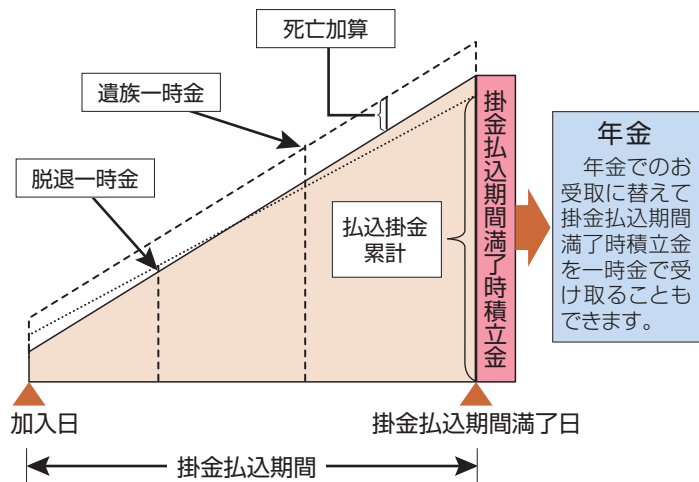 死亡加算
遺族一時金
脱退一時金
払込掛金
累計
掛金払込期間満了時積立金
年金
年金でのお
受取に替えて
掛金払込期間
満了時積立金
を一時金で受
け取ることも
できます。
加入日
掛金払込期間満了日
掛金払込期間